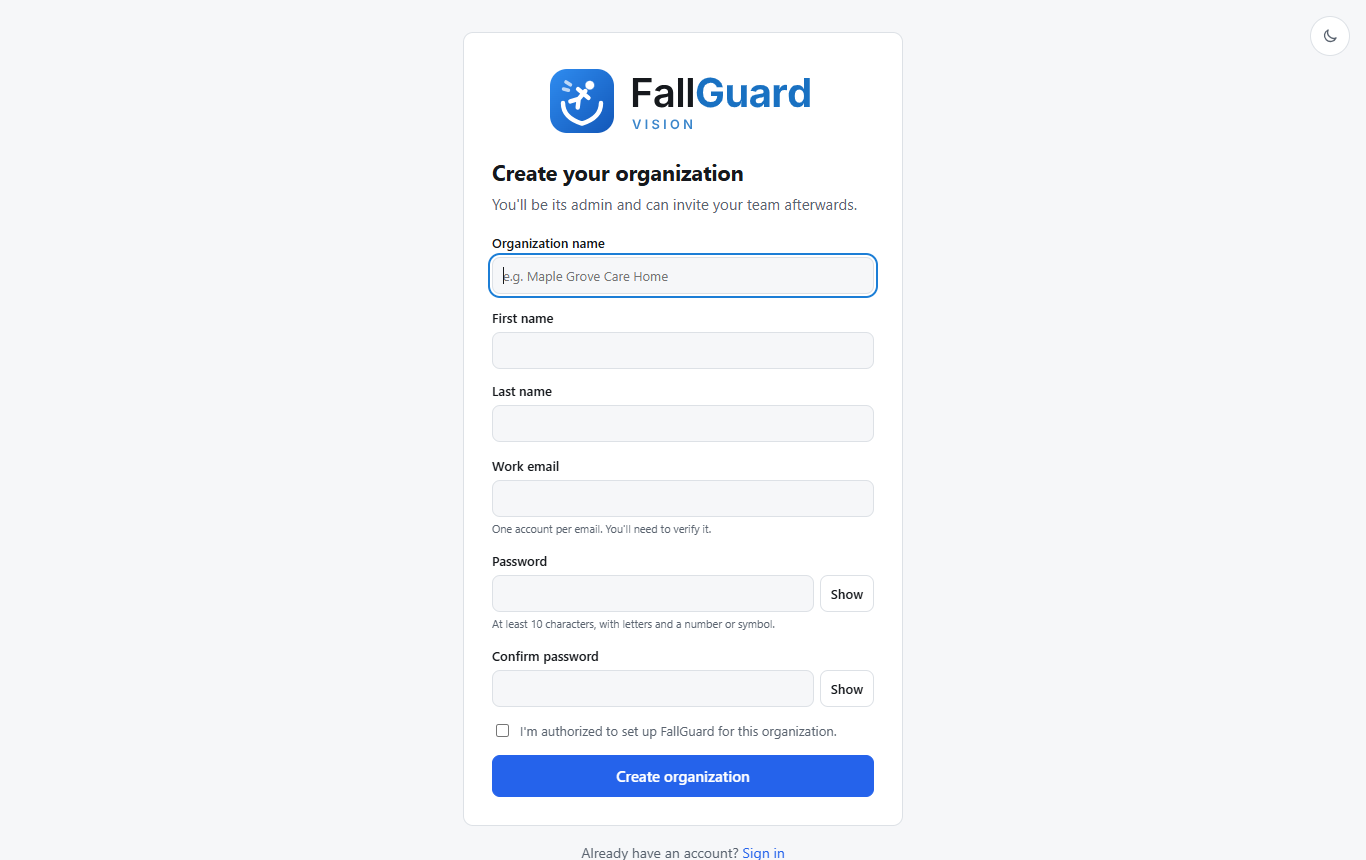 FallGuard
VISION
Create your organization
You'll be its admin and can invite your team afterwards.
Organization name
e.g. Maple Grove Care Home
First name
Last name
Work email
One account per email. You'll need to verify it.
Password
Show
At least 10 characters, with letters and a number or symbol.
Confirm password
Show
I'm authorized to set up FallGuard for this organization.
Create organization
Already have an account? Sign in